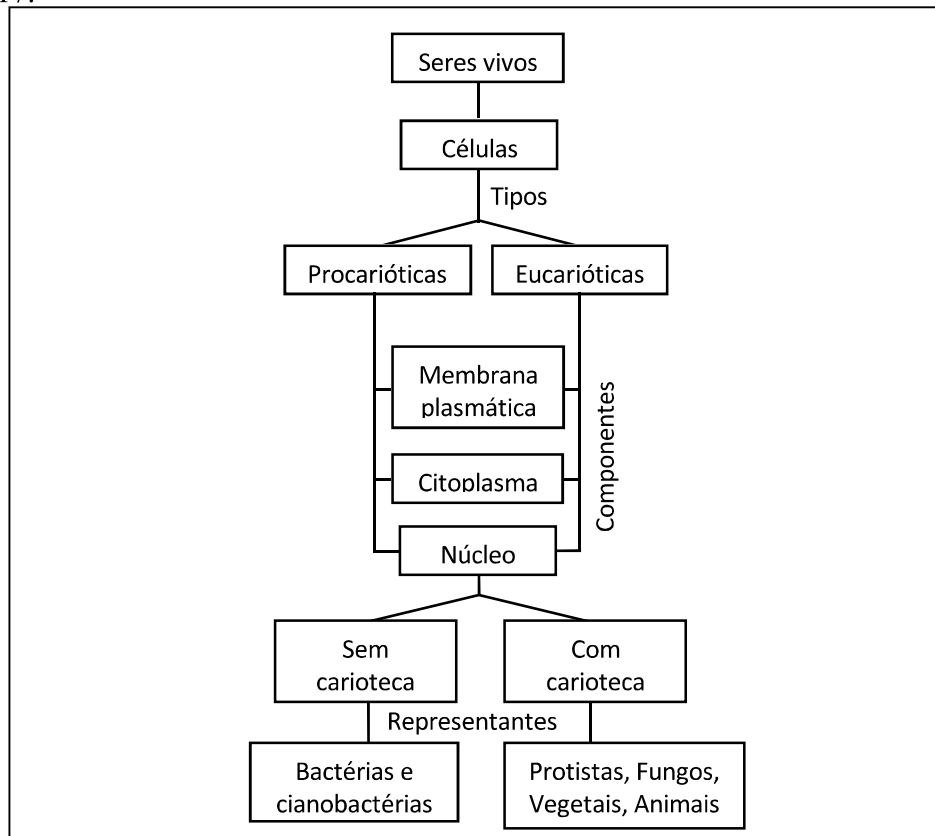 Seres vivos
Células
Tipos
Procarióticas
Eucarióticas
Membrana
plasmática
Citoplasma
Componentes
Núcleo
Sem
carioteca
Com
carioteca
Representantes
Bactérias e
cianobactérias
Protistas, Fungos,
Vegetais, Animais